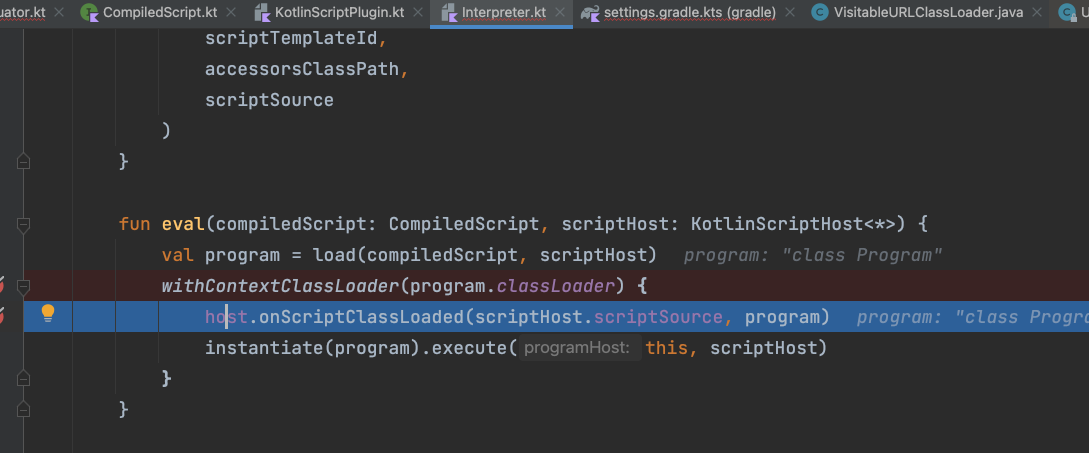 uator.kt CompiledScript.kt KotlinScriptPlugin.kt Interpreter.kt settings.gradle.kts (gradle) VisitableURLClassLoader.java U
scriptTemplateId,
accessorsClassPath,
scriptSource
)
}
fun eval(compiledScript: CompiledScript, scriptHost: KotlinScriptHost<*>) {
val program = load(compiledScript, scriptHost) program: "class Program"
withContextClassLoader(program.classLoader) {
host.onScriptClassLoaded(scriptHost.scriptSource, program) program: "class Progra
instantiate(program).execute( programHost: this, scriptHost)
}
}